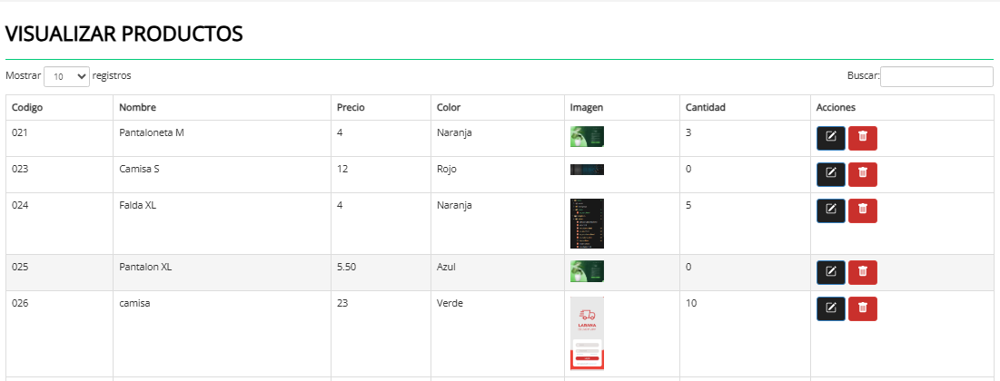 VISUALIZAR PRODUCTOS
Mostrar 10 registros Buscar:
Codigo Nombre Precio Color Imagen Cantidad Acciones
021 Pantaloneta M 4 Naranja 3
023 Camisa S 12 Rojo 0
024 Falda XL 4 Naranja 5
025 Pantalon XL 5.50 Azul 0
026 camisa 23 Verde 10